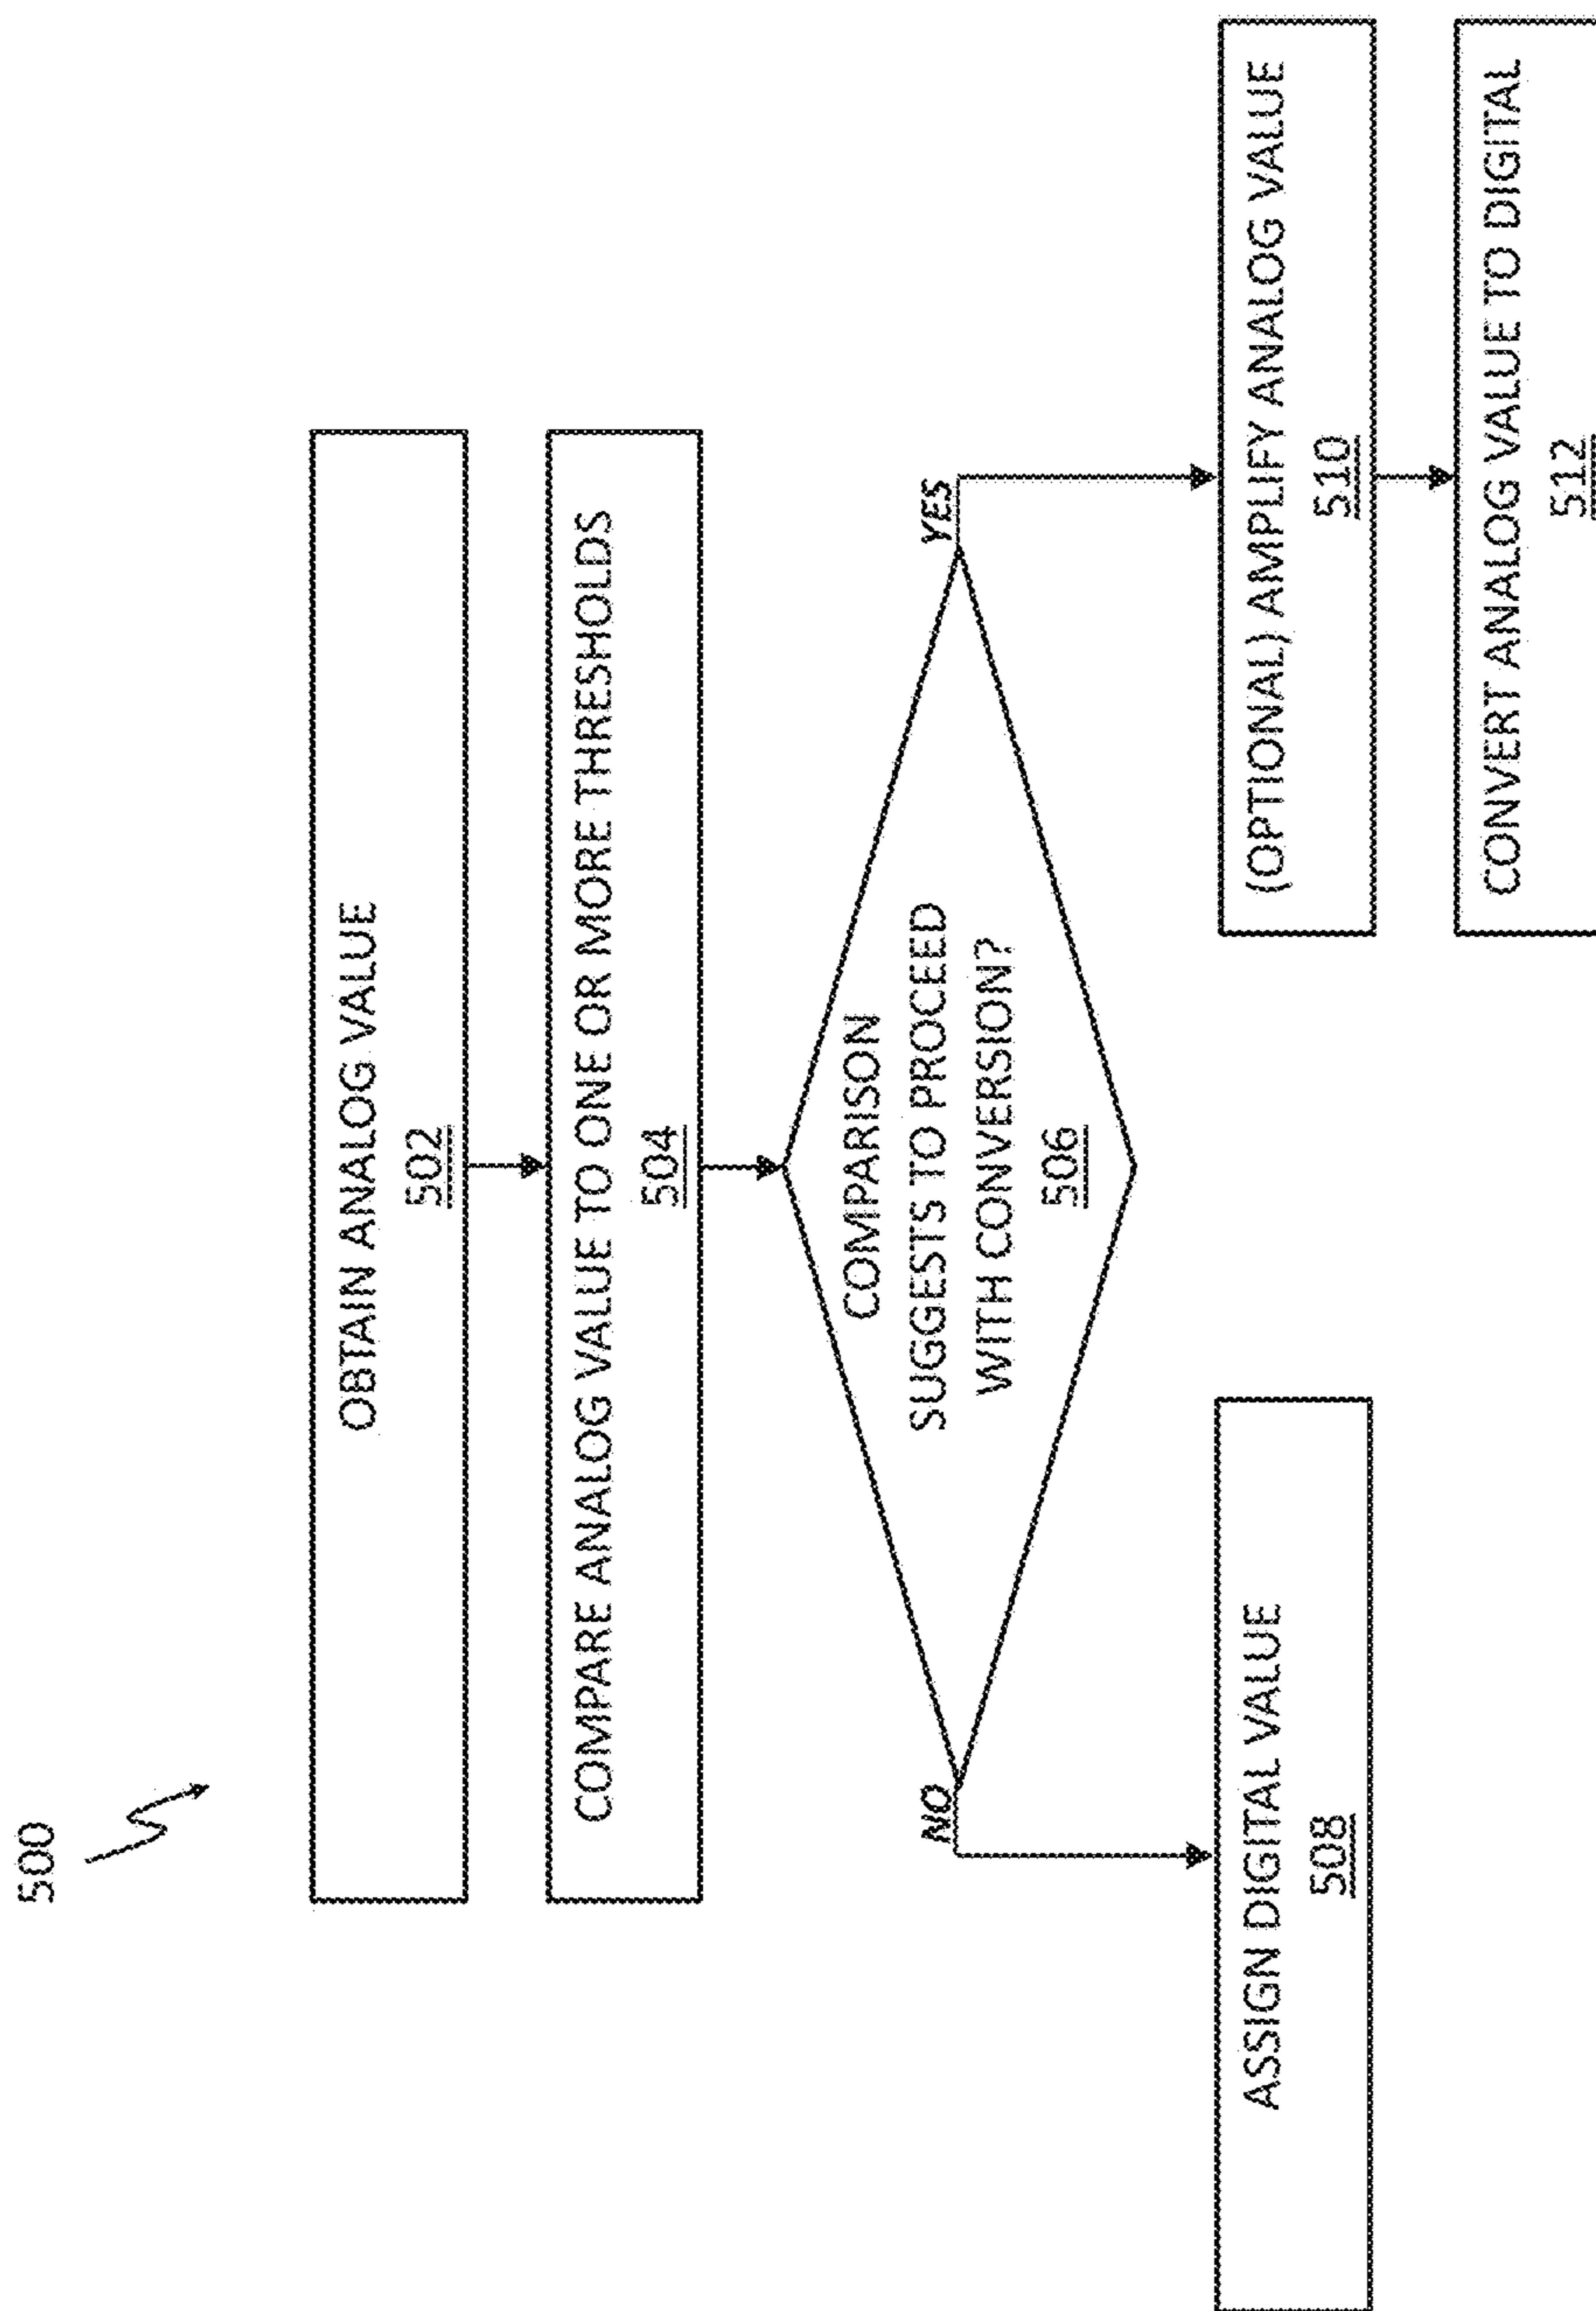 500
OBTAIN ANALOG VALUE
502
COMPARE ANALOG VALUE TO ONE OR MORE THRESHOLDS
504
COMPARISON
SUGGESTS TO PROCEED
WITH CONVERSION?
506
NO
YES
ASSIGN DIGITAL VALUE
508
(OPTIONAL) AMPLIFY ANALOG VALUE
510
CONVERT ANALOG VALUE TO DIGITAL
512